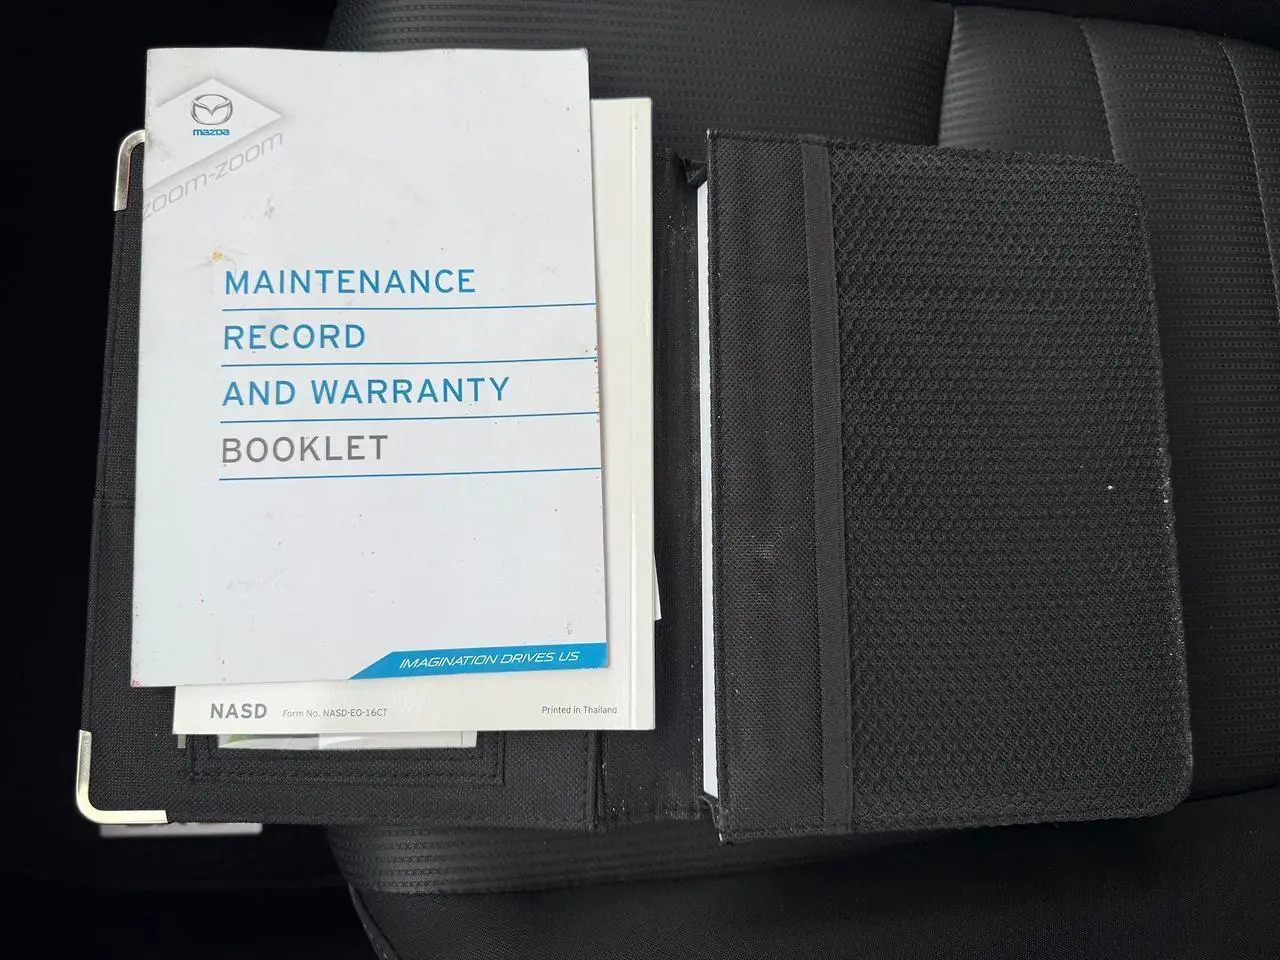 mazda
zoom-zoom
MAINTENANCE
RECORD
AND WARRANTY
BOOKLET
IMAGINATION DRIVES US
NASD Form No. NASD-EO-16CT Printed in Thailand